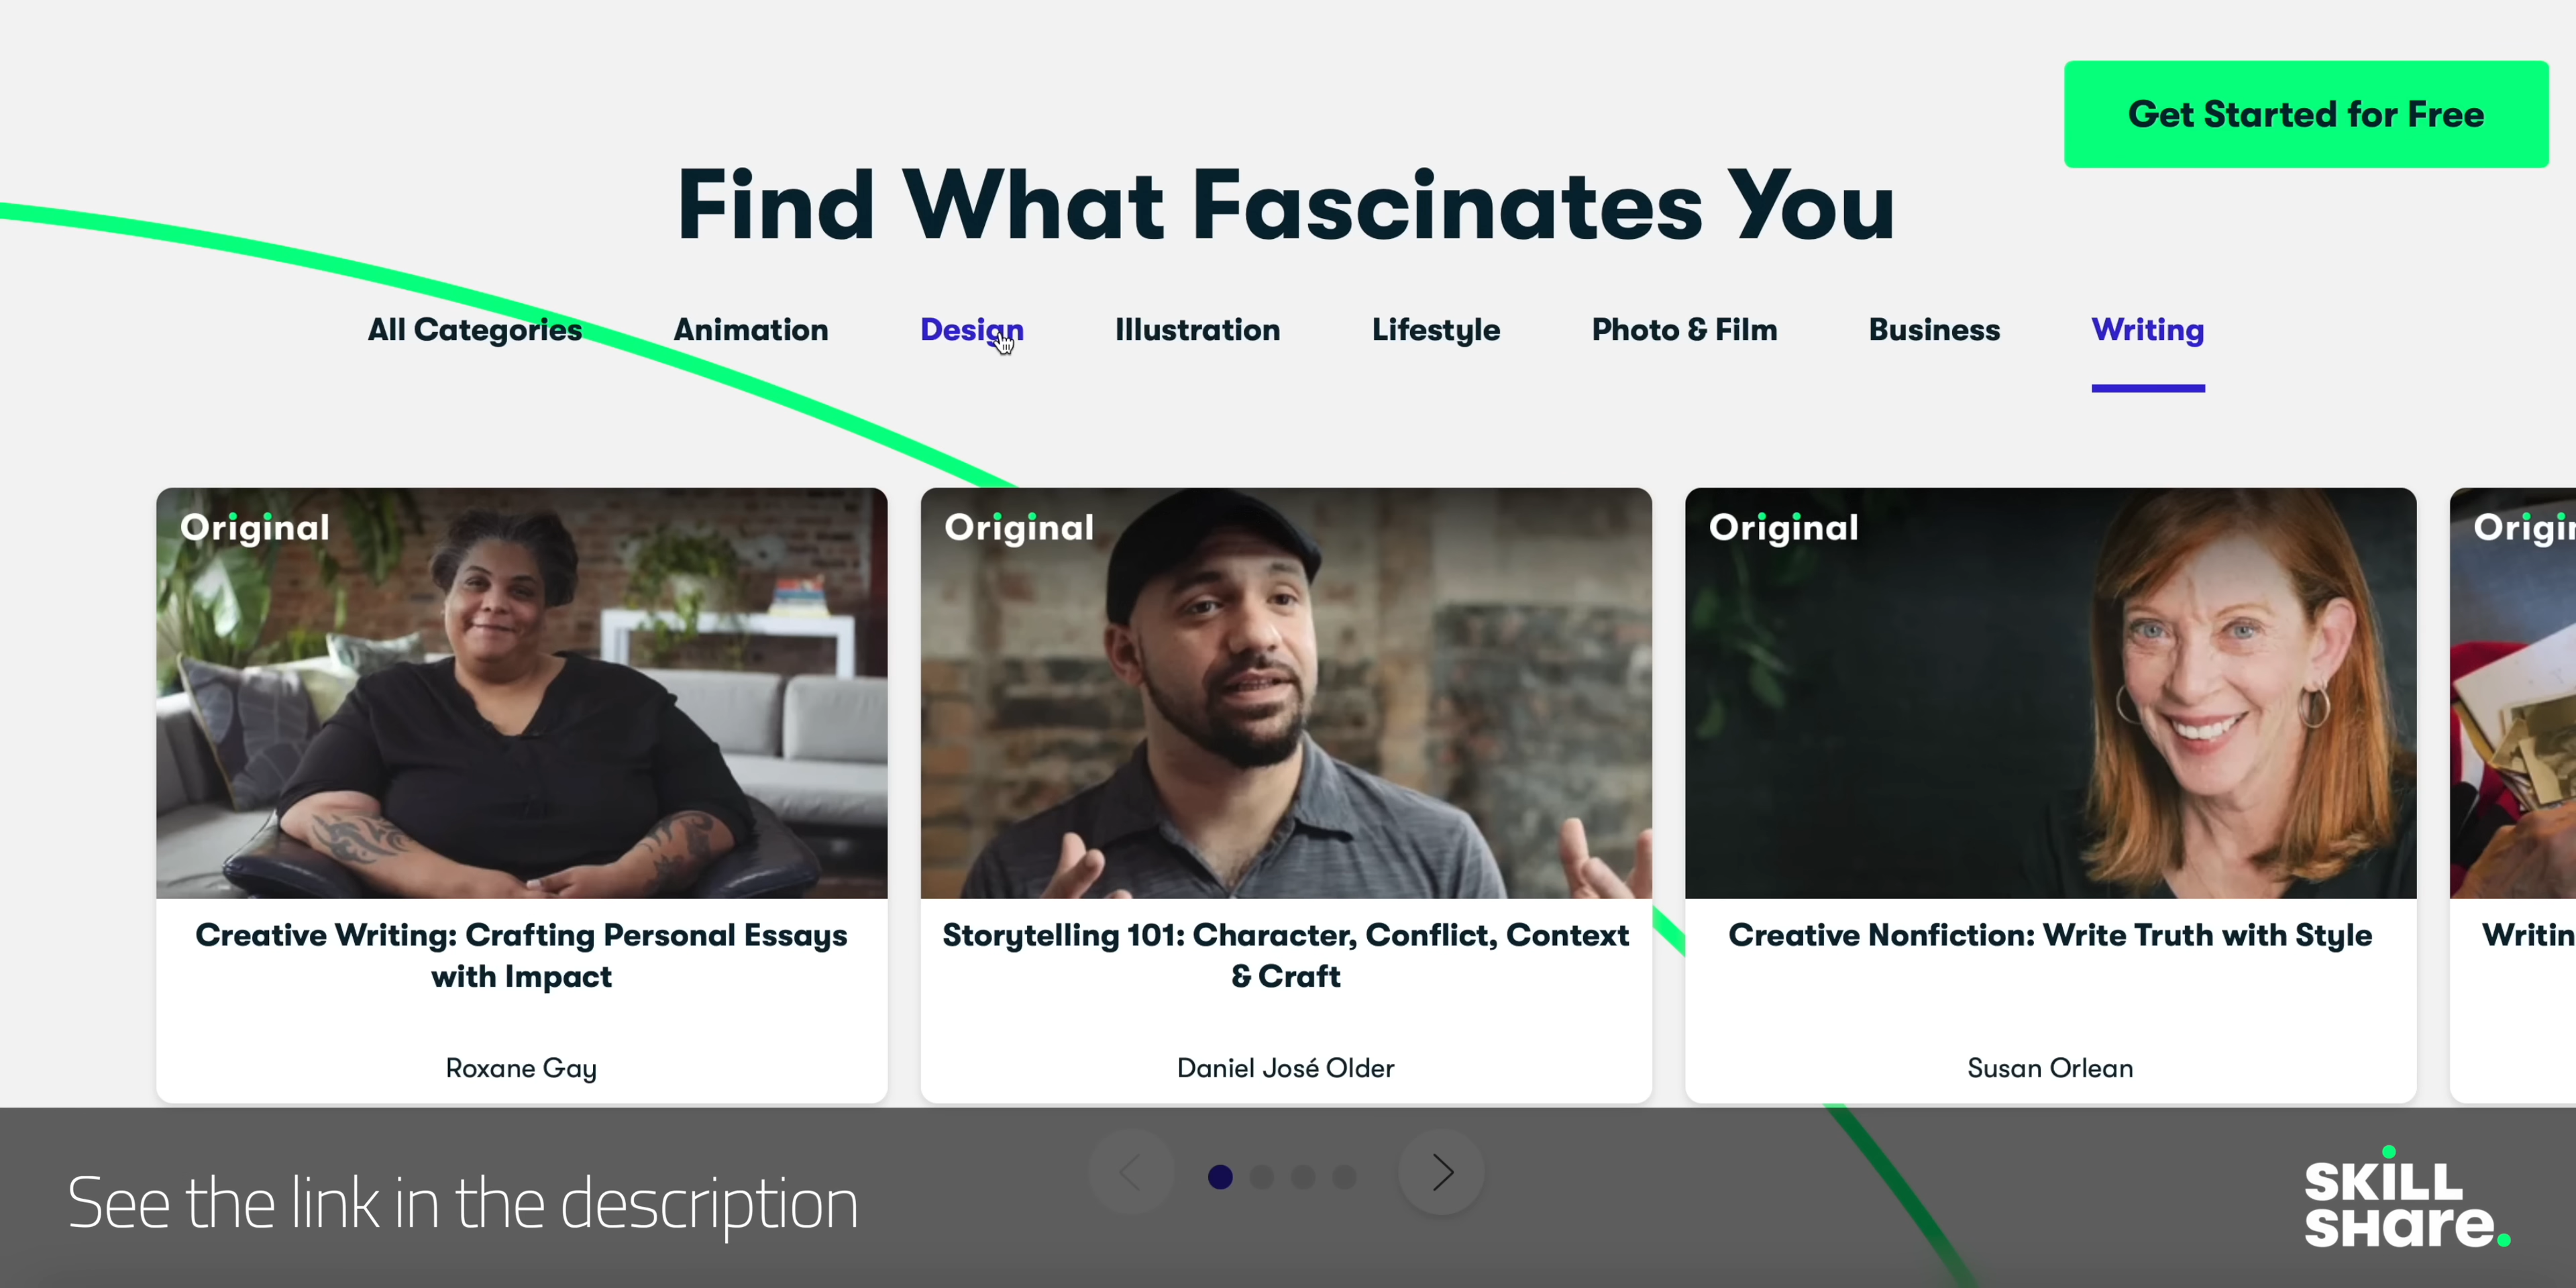 Get Started for Free
Find What Fascinates You
All Categories Animation Design Illustration Lifestyle Photo & Film Business Writing
Original
Creative Writing: Crafting Personal Essays
with Impact
Roxane Gay
Original
Storytelling 101: Character, Conflict, Context
& Craft
Daniel José Older
Original
Creative Nonfiction: Write Truth with Style
Susan Orlean
See the link in the description
SKiLL
SHare.